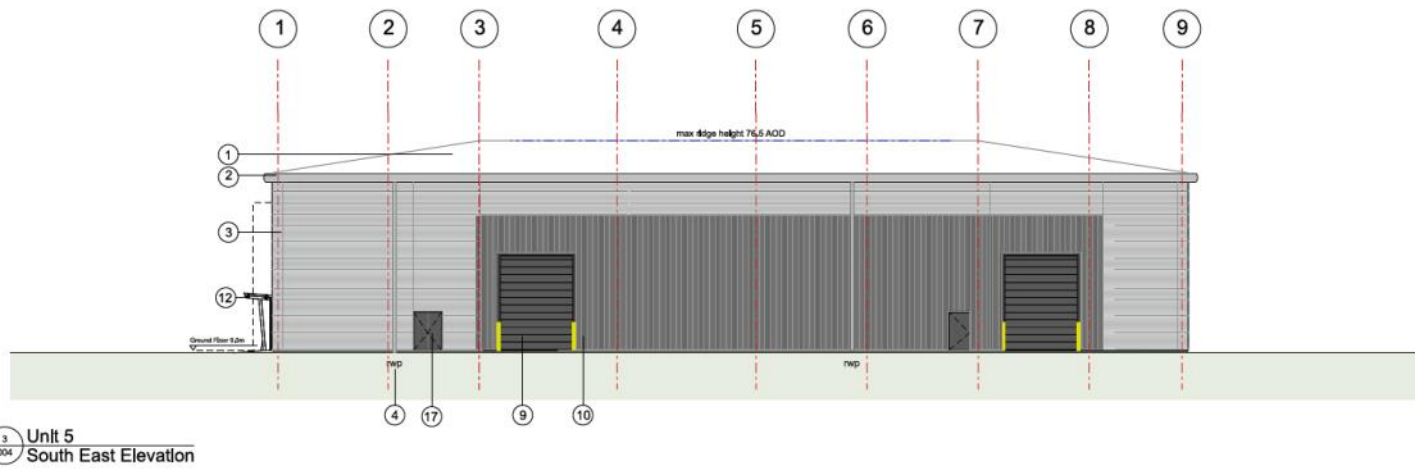 1 2 3 4 5 6 7 8 9
max ridge height 76.5 AOD
1
2
3
12
Ground Floor 0.0m
rwp rwp
4 17 9 10
3 Unit 5
004 South East Elevation